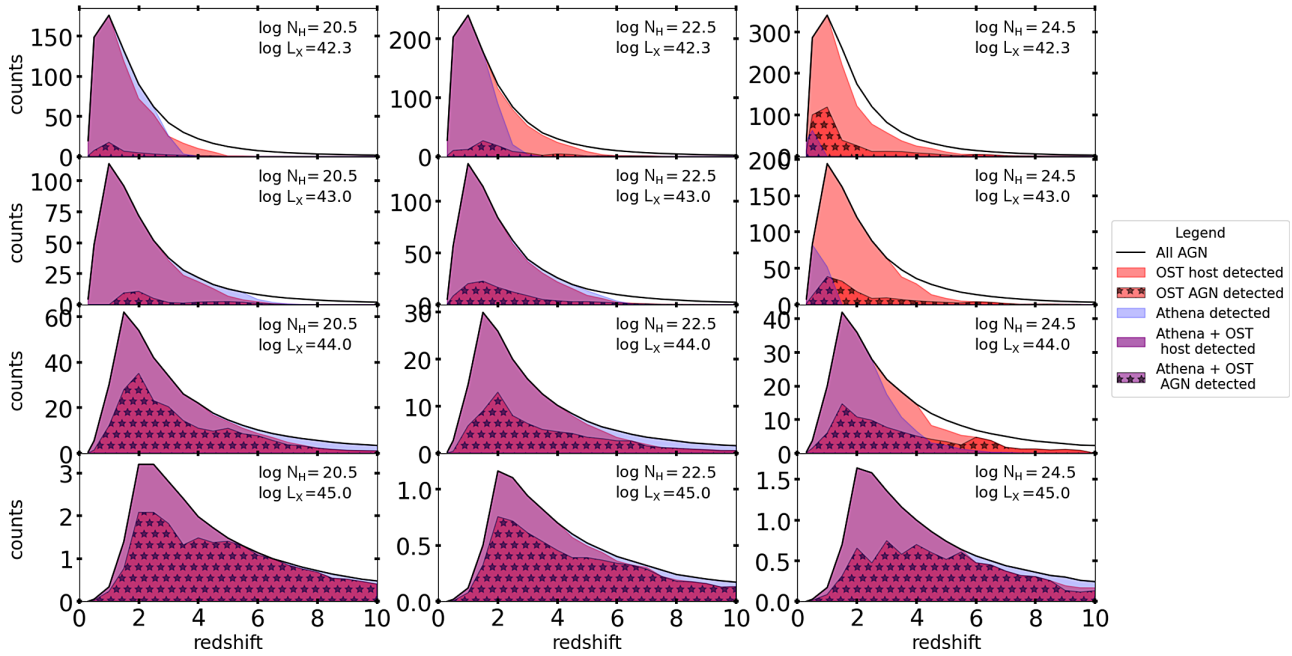 log N_H = 20.5
log L_X =42.3
counts
150
100
50
0
log N_H = 22.5
log L_X =42.3
200
100
0
log N_H = 24.5
log L_X =42.3
300
200
100
0
log N_H = 20.5
log L_X =43.0
counts
100
75
50
25
0
log N_H = 22.5
log L_X =43.0
100
50
0
log N_H = 24.5
log L_X =43.0
200
150
100
50
0
log N_H = 20.5
log L_X =44.0
60
40
20
0
log N_H = 22.5
log L_X =44.0
30
20
10
0
log N_H = 24.5
log L_X =44.0
40
30
20
10
0
log N_H = 20.5
log L_X =45.0
counts
3
2
1
0
0 2 4 6 8 10
redshift
log N_H = 22.5
log L_X =45.0
1.0
0.5
0.0
0 2 4 6 8 10
redshift
log N_H = 24.5
log L_X =45.0
1.5
1.0
0.5
0.0
0 2 4 6 8 10
redshift
Legend
All AGN
OST host detected
OST AGN detected
Athena detected
Athena + OST
host detected
Athena + OST
AGN detected